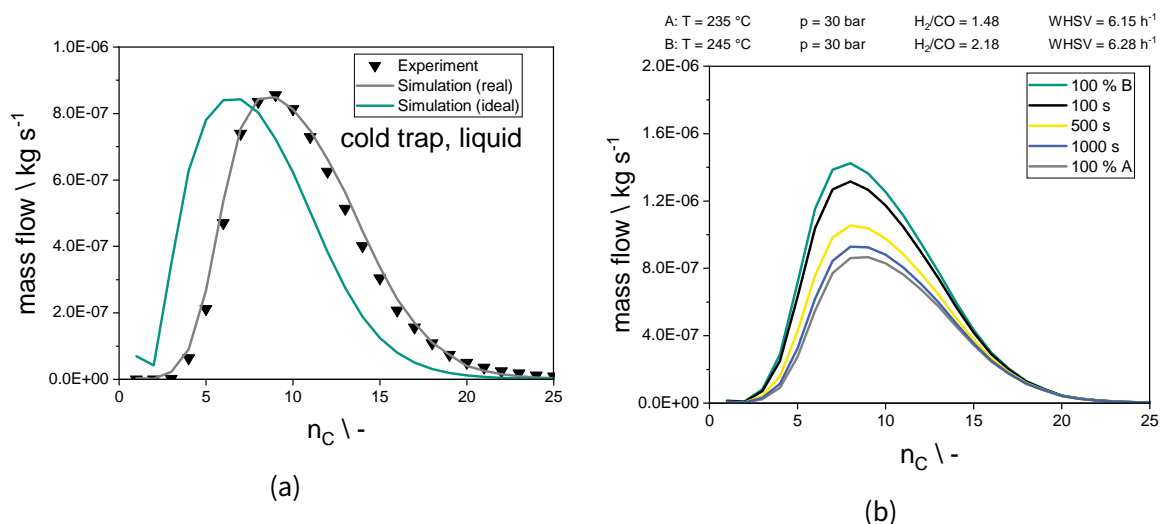 A: T = 235 °C p = 30 bar H₂/CO = 1.48 WHSV = 6.15 h⁻¹
B: T = 245 °C p = 30 bar H₂/CO = 2.18 WHSV = 6.28 h⁻¹
1.0E-06
8.0E-07
6.0E-07
4.0E-07
2.0E-07
0.0E+00
mass flow \ kg s⁻¹
Experiment
Simulation (real)
Simulation (ideal)
cold trap, liquid
0 5 10 15 20 25
n_C \ -
(a)
2.0E-06
1.6E-06
1.2E-06
8.0E-07
4.0E-07
0.0E+00
mass flow \ kg s⁻¹
100 % B
100 s
500 s
1000 s
100 % A
0 5 10 15 20 25
n_C \ -
(b)